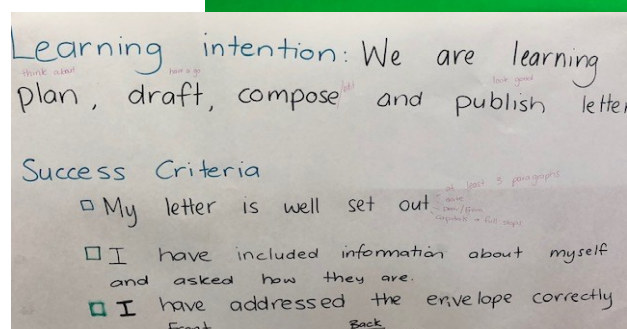 Learning intention: We are learning
think about have a go look good
plan, draft, compose and publish letter
Success Criteria
at least 3 paragraphs
My letter is well set out
I have included information about myself
and asked how they are.
I have addressed the envelope correctly
Front Back